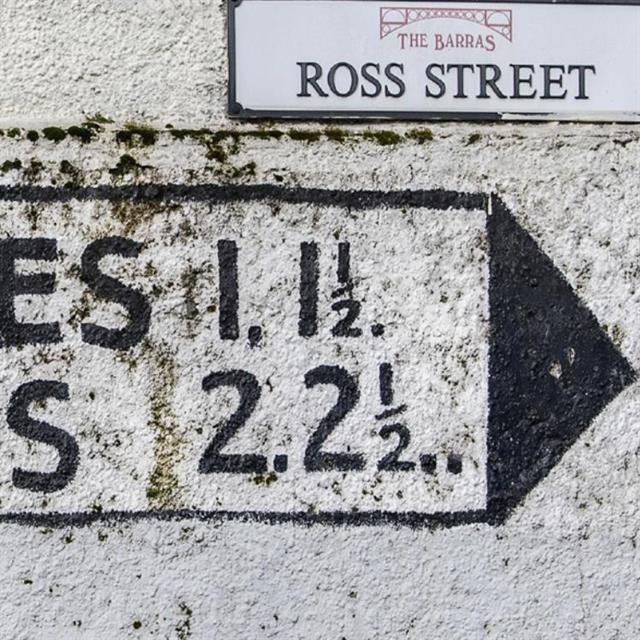 THE BARRAS
ROSS STREET
ES 1. 1½.
S 2. 2½..